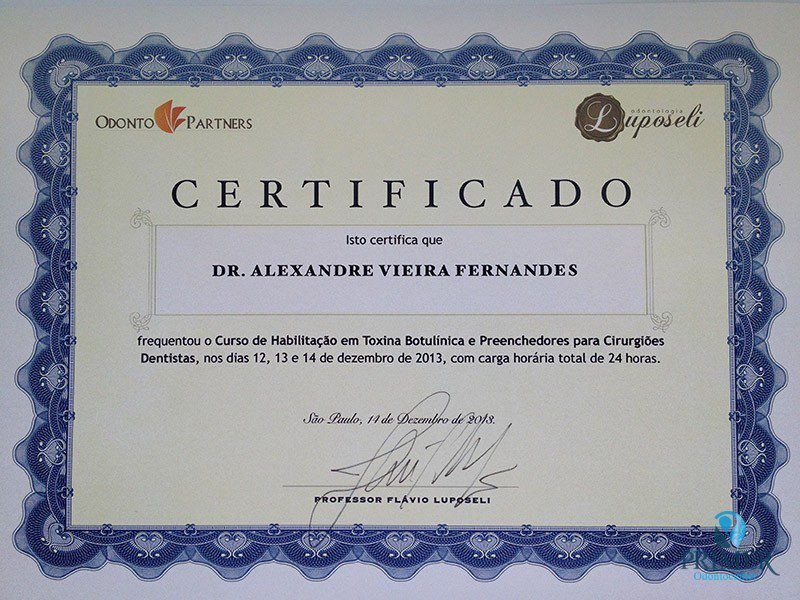 ODONTO PARTNERS
odontologia
Luposeli
CERTIFICADO
Isto certifica que
DR. ALEXANDRE VIEIRA FERNANDES
frequentou o Curso de Habilitação em Toxina Botulínica e Preenchedores para Cirurgiões
Dentistas, nos dias 12, 13 e 14 de dezembro de 2013, com carga horária total de 24 horas.
São Paulo, 14 de Dezembro de 2013.
PROFESSOR FLÁVIO LUPOSELI